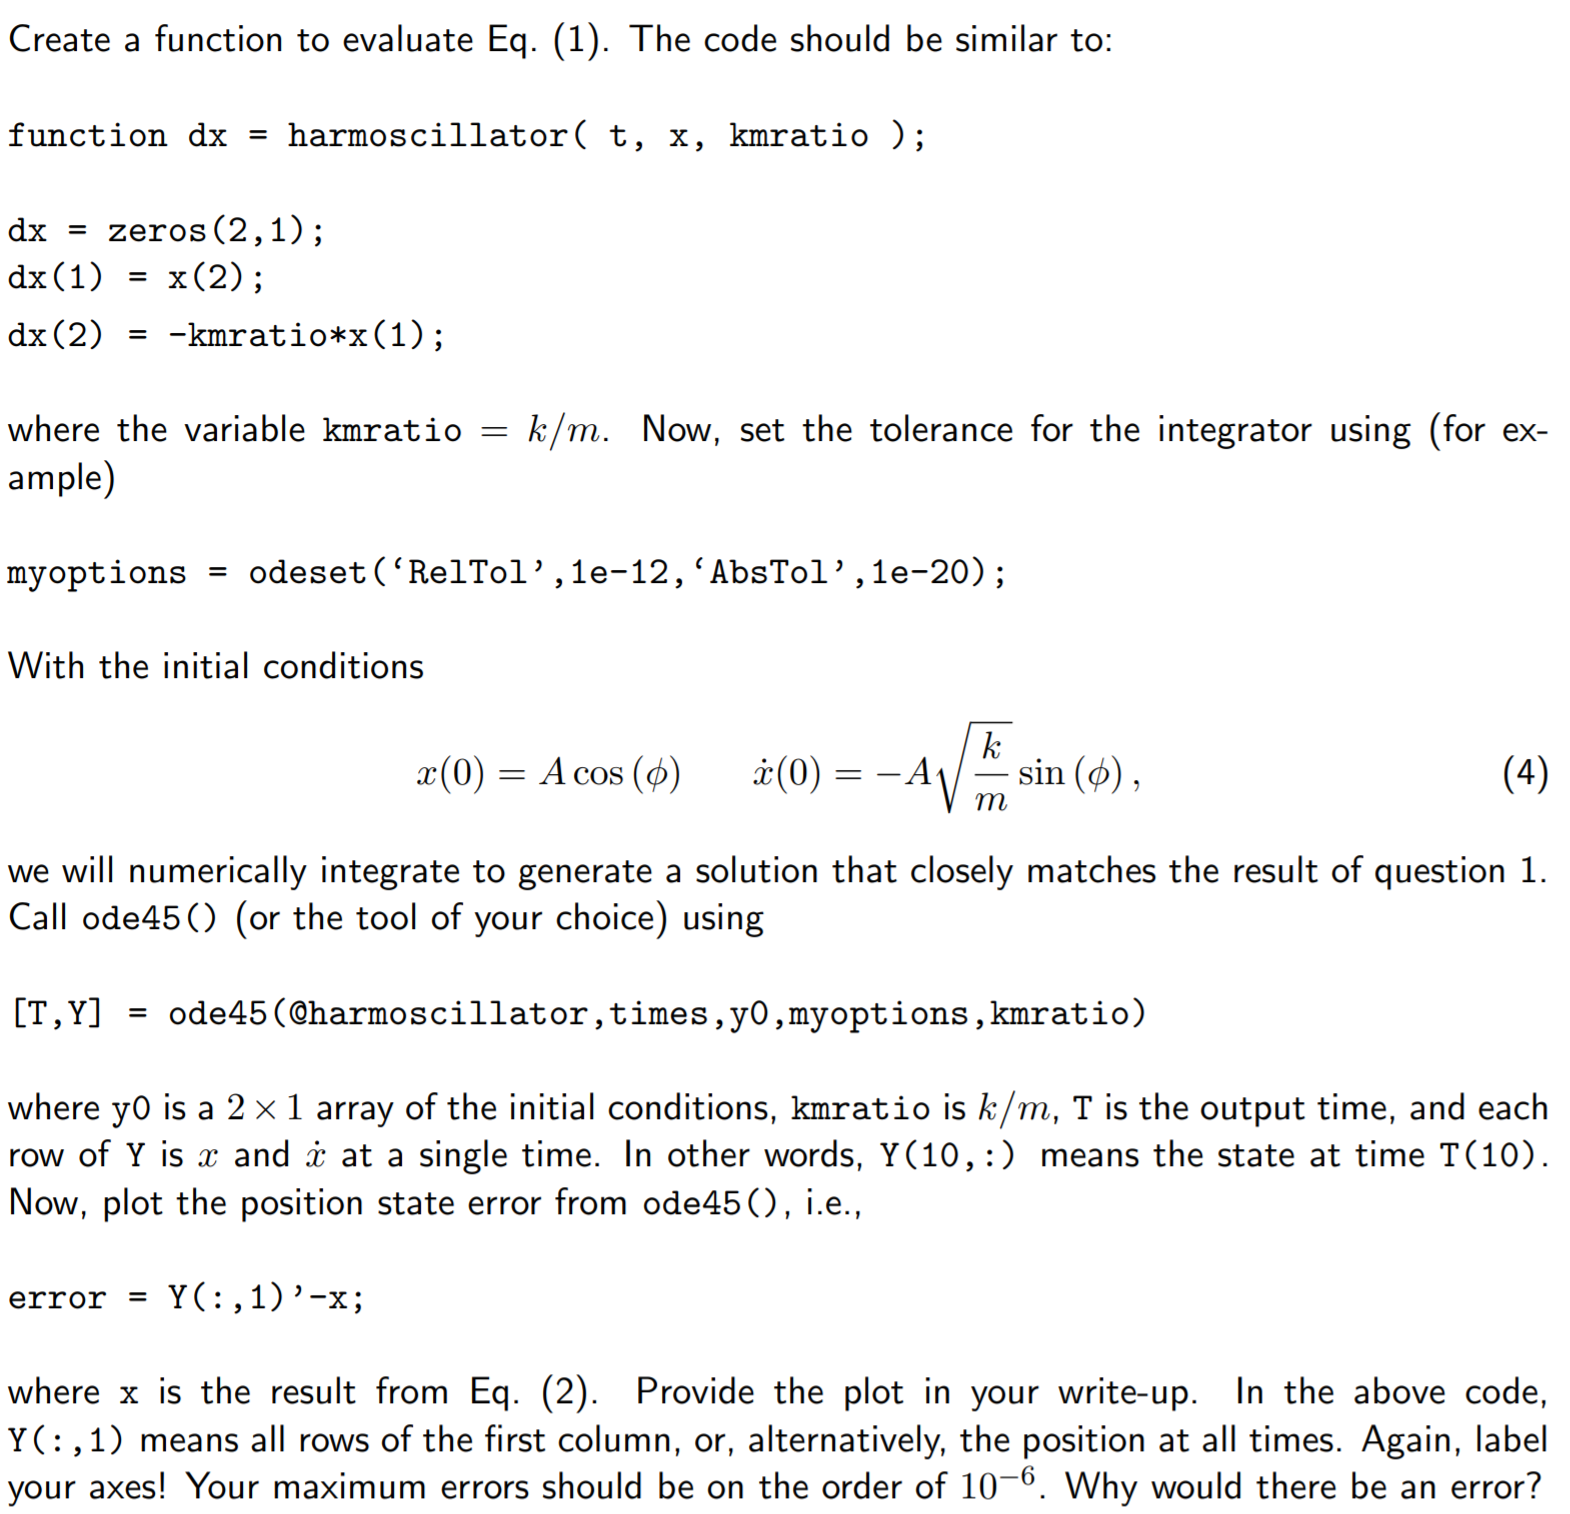 Create a function to evaluate Eq. (1). The code should be similar to:
function dx = harmoscillator( t, x, kmratio );
dx = zeros(2,1);
dx(1) = x(2);
dx(2) = -kmratio*x(1);
where the variable kmratio = k/m. Now, set the tolerance for the integrator using (for ex-
ample)
myoptions = odeset(‘RelTol’,1e-12,‘AbsTol’,1e-20);
With the initial conditions
x(0) = A cos (ϕ)  ẋ(0) = −A√(k/m) sin (ϕ) ,  (4)
we will numerically integrate to generate a solution that closely matches the result of question 1.
Call ode45() (or the tool of your choice) using
[T,Y] = ode45(@harmoscillator,times,y0,myoptions,kmratio)
where y0 is a 2 × 1 array of the initial conditions, kmratio is k/m, T is the output time, and each
row of Y is x and ẋ at a single time. In other words, Y(10,:) means the state at time T(10).
Now, plot the position state error from ode45(), i.e.,
error = Y(:,1)’-x;
where x is the result from Eq. (2). Provide the plot in your write-up. In the above code,
Y(:,1) means all rows of the first column, or, alternatively, the position at all times. Again, label
your axes! Your maximum errors should be on the order of 10⁻⁶. Why would there be an error?